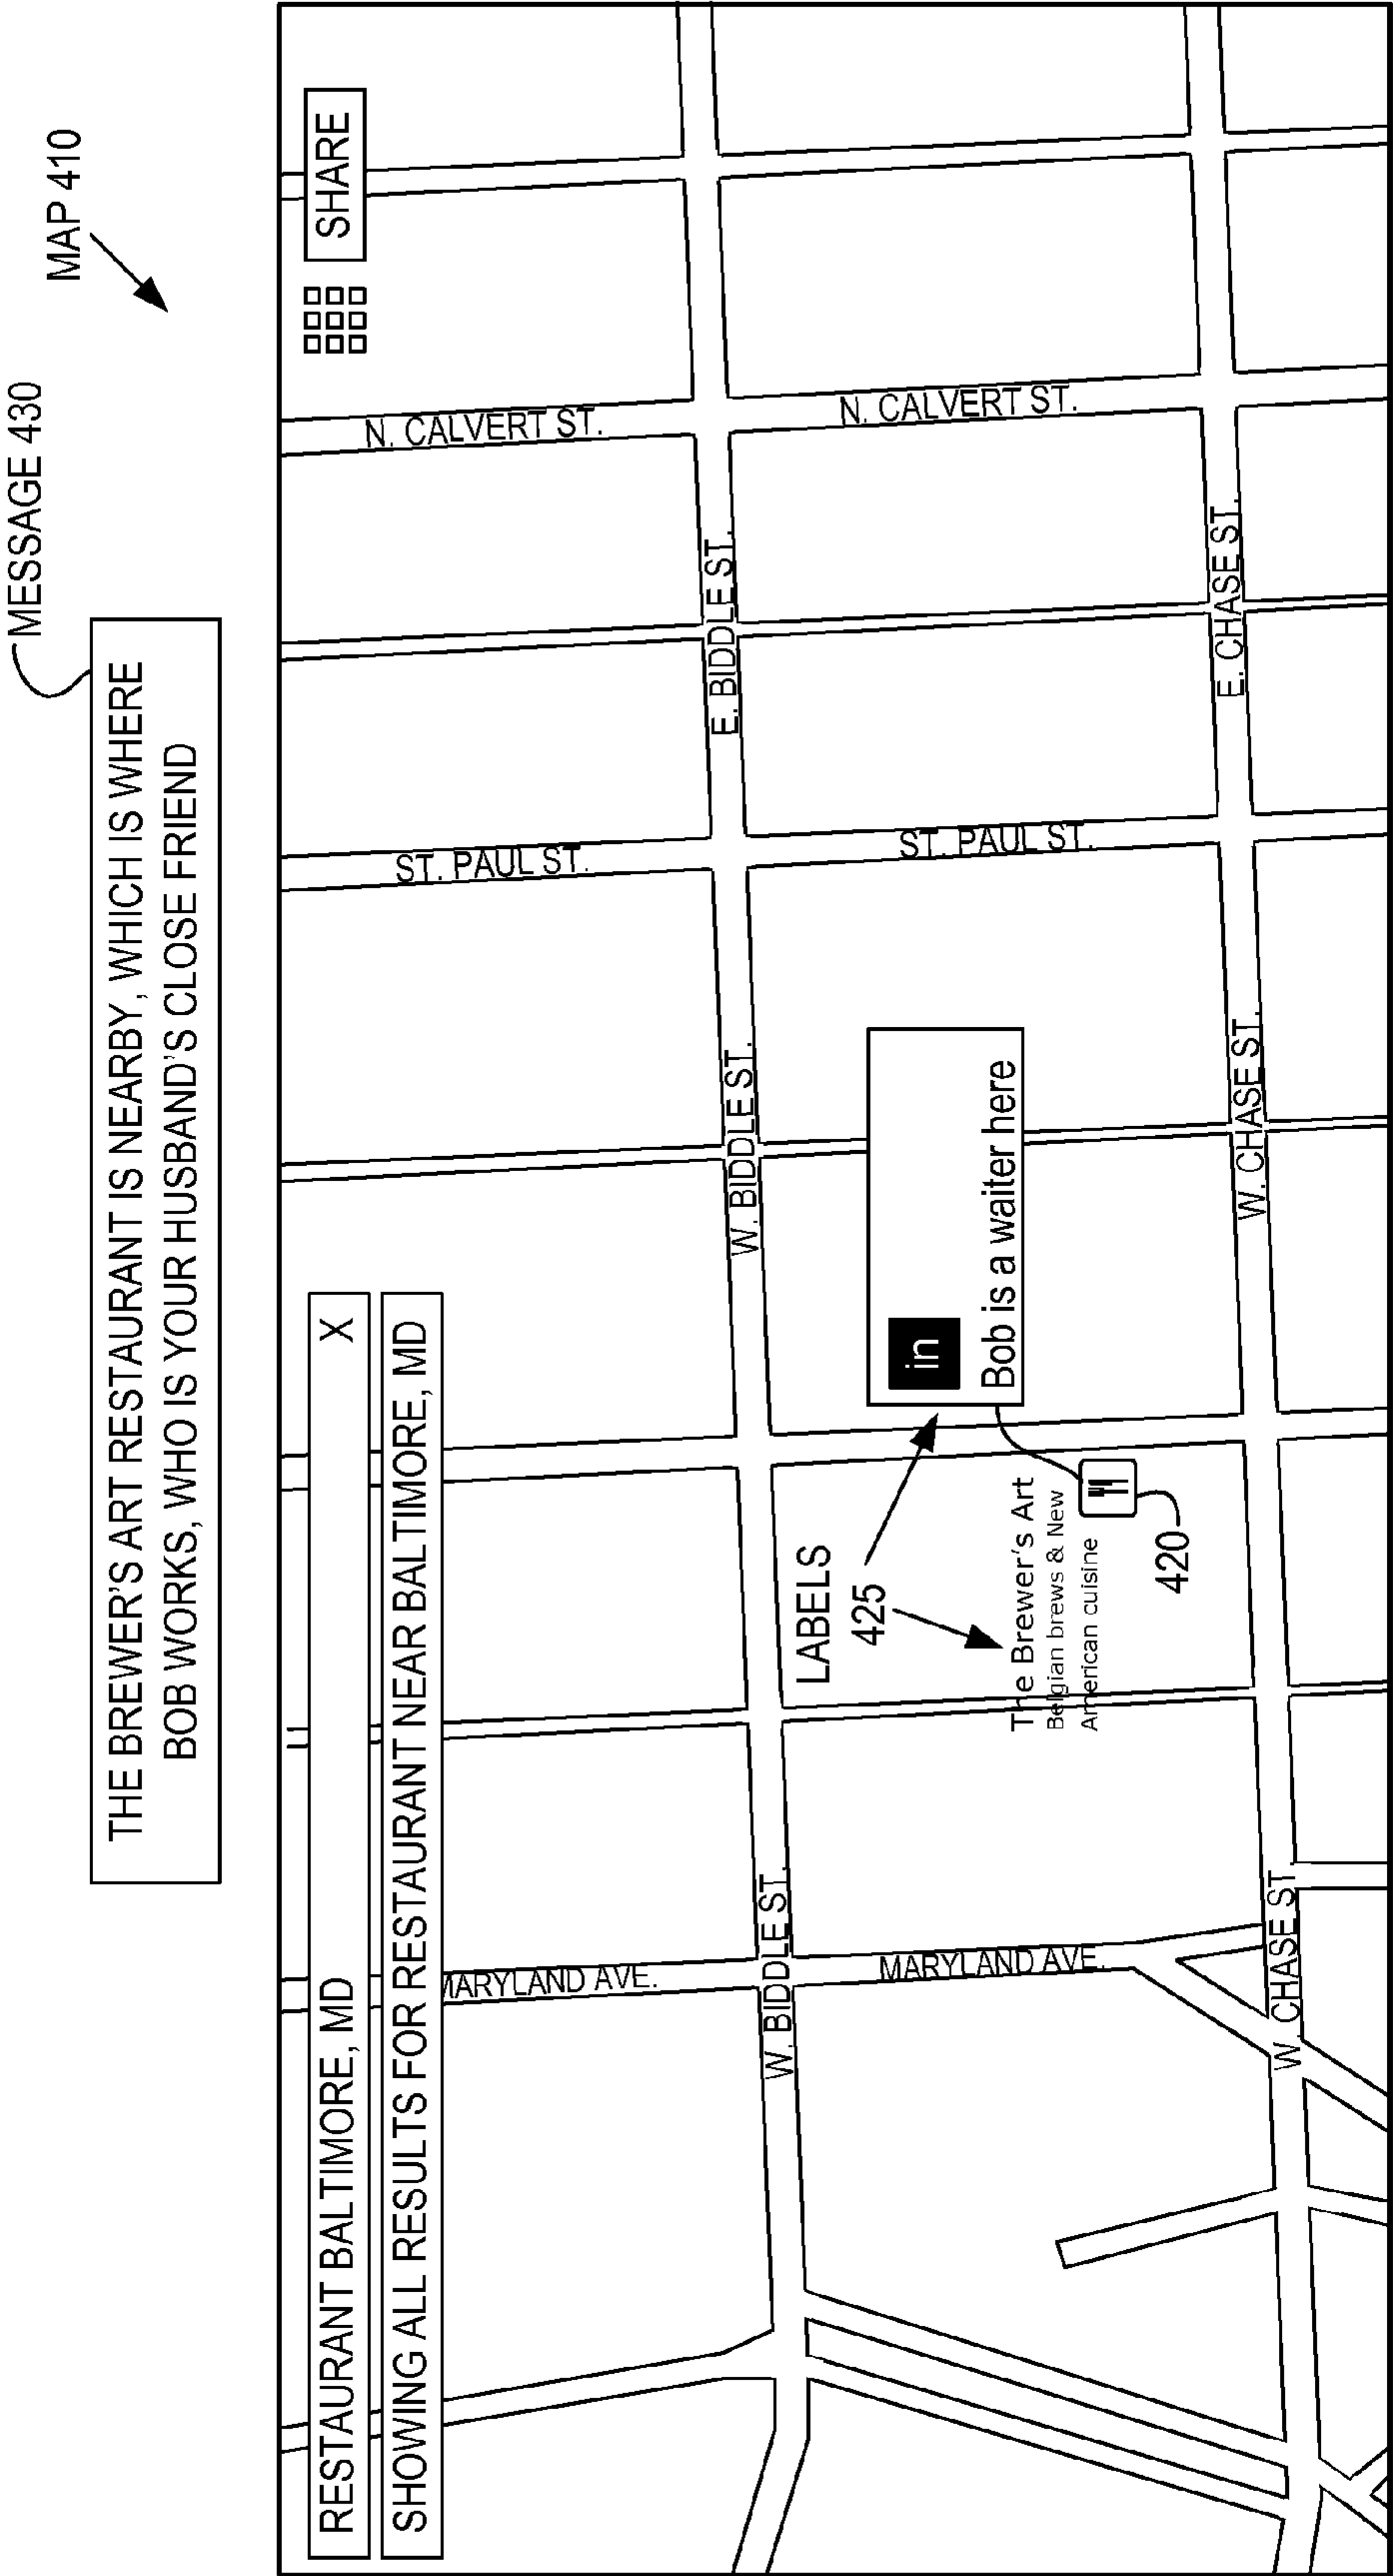 MESSAGE 430
MAP 410
THE BREWER'S ART RESTAURANT IS NEARBY, WHICH IS WHERE
BOB WORKS, WHO IS YOUR HUSBAND'S CLOSE FRIEND
RESTAURANT BALTIMORE, MD X
SHARE
SHOWING ALL RESULTS FOR RESTAURANT NEAR BALTIMORE, MD
MARYLAND AVE.
ST. PAUL ST.
N. CALVERT ST.
W. BIDDLE ST.
W. BIDDLE ST.
E. BIDDLE ST.
LABELS
425
in
Bob is a waiter here
MARYLAND AVE.
ST. PAUL ST.
N. CALVERT ST.
The Brewer's Art
Belgian brews & New
American cuisine
420
W. CHASE ST.
W. CHASE ST.
E. CHASE ST.